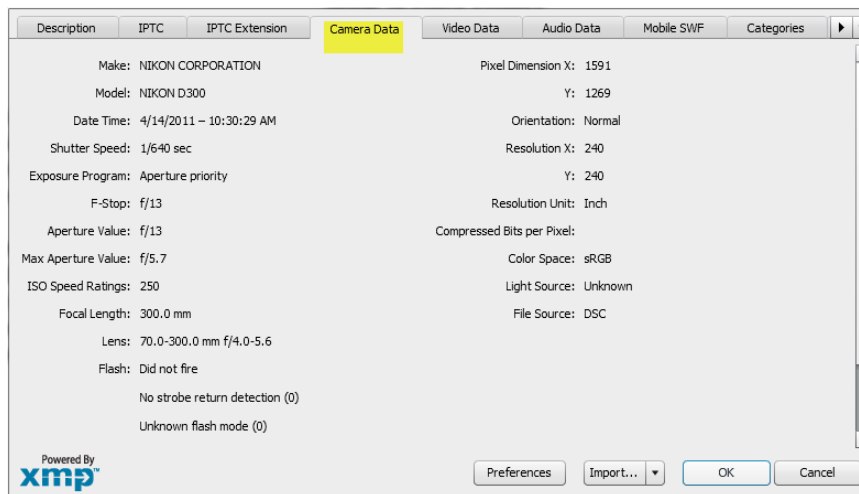 Description IPTC IPTC Extension Camera Data Video Data Audio Data Mobile SWF Categories
Make: NIKON CORPORATION
Model: NIKON D300
Date Time: 4/14/2011 – 10:30:29 AM
Shutter Speed: 1/640 sec
Exposure Program: Aperture priority
F-Stop: f/13
Aperture Value: f/13
Max Aperture Value: f/5.7
ISO Speed Ratings: 250
Focal Length: 300.0 mm
Lens: 70.0-300.0 mm f/4.0-5.6
Flash: Did not fire
No strobe return detection (0)
Unknown flash mode (0)
Pixel Dimension X: 1591
Y: 1269
Orientation: Normal
Resolution X: 240
Y: 240
Resolution Unit: Inch
Compressed Bits per Pixel:
Color Space: sRGB
Light Source: Unknown
File Source: DSC
Powered By
xmp™
Preferences Import... OK Cancel